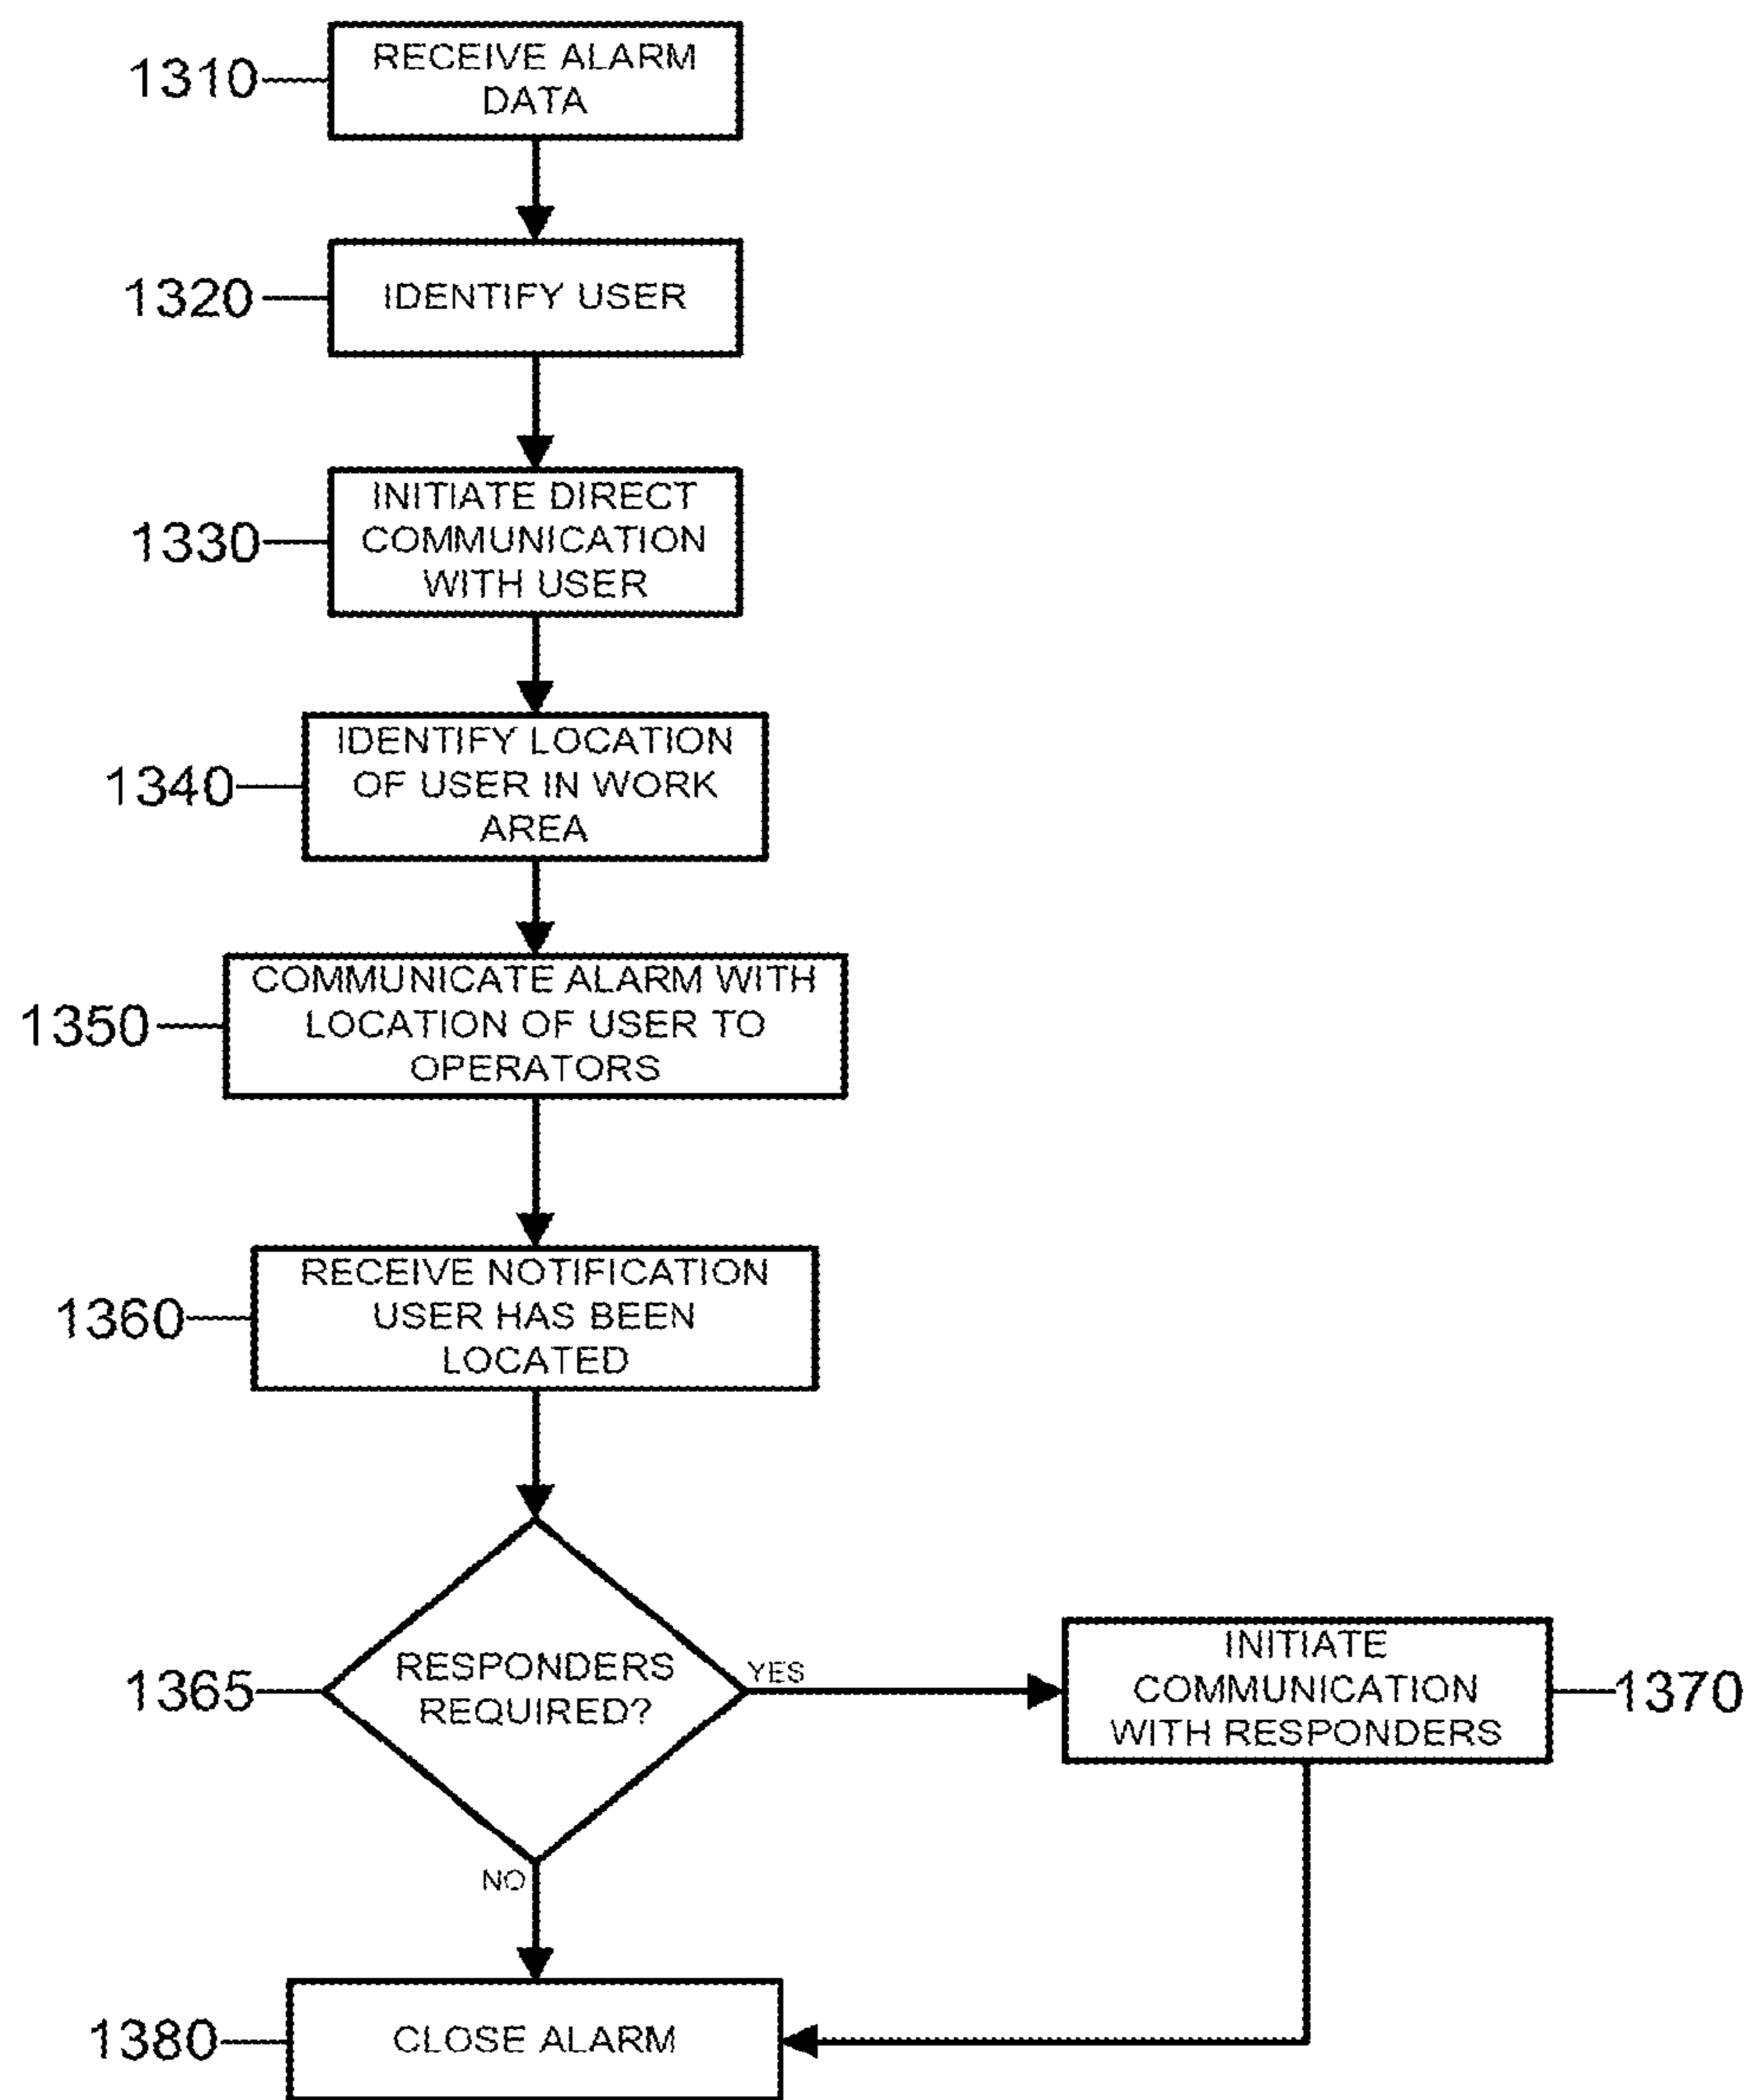 1310
RECEIVE ALARM
DATA
1320
IDENTIFY USER
1330
INITIATE DIRECT
COMMUNICATION
WITH USER
1340
IDENTIFY LOCATION
OF USER IN WORK
AREA
1350
COMMUNICATE ALARM WITH
LOCATION OF USER TO
OPERATORS
1360
RECEIVE NOTIFICATION
USER HAS BEEN
LOCATED
1365
RESPONDERS
REQUIRED?
YES
INITIATE
COMMUNICATION
WITH RESPONDERS
1370
NO
1380
CLOSE ALARM